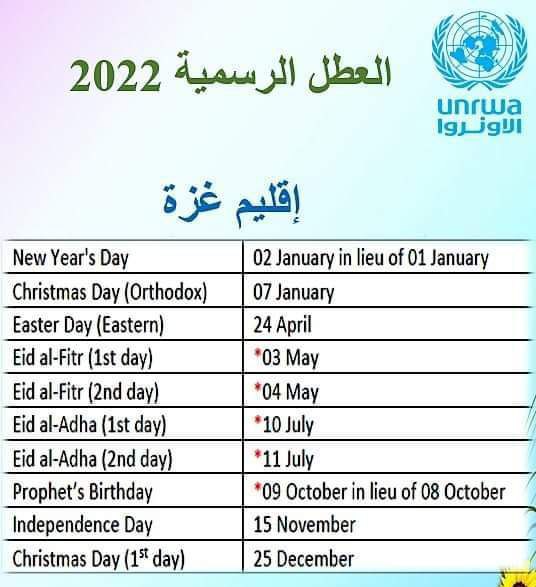 العطل الرسمية 2022
unrwa
الأونروا
إقليم غزة
New Year's Day 02 January in lieu of 01 January
Christmas Day (Orthodox) 07 January
Easter Day (Eastern) 24 April
Eid al-Fitr (1st day) *03 May
Eid al-Fitr (2nd day) *04 May
Eid al-Adha (1st day) *10 July
Eid al-Adha (2nd day) *11 July
Prophet's Birthday *09 October in lieu of 08 October
Independence Day 15 November
Christmas Day (1st day) 25 December